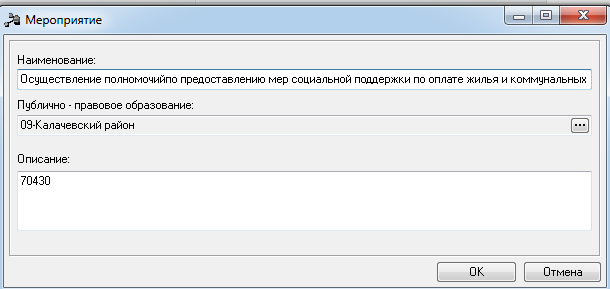 Мероприятие
Наименование:
Осуществление полномочийпо предоставлению мер социальной поддержки по оплате жилья и коммунальных
Публично - правовое образование:
09-Калачевский район
...
Описание:
70430
OK
Отмена